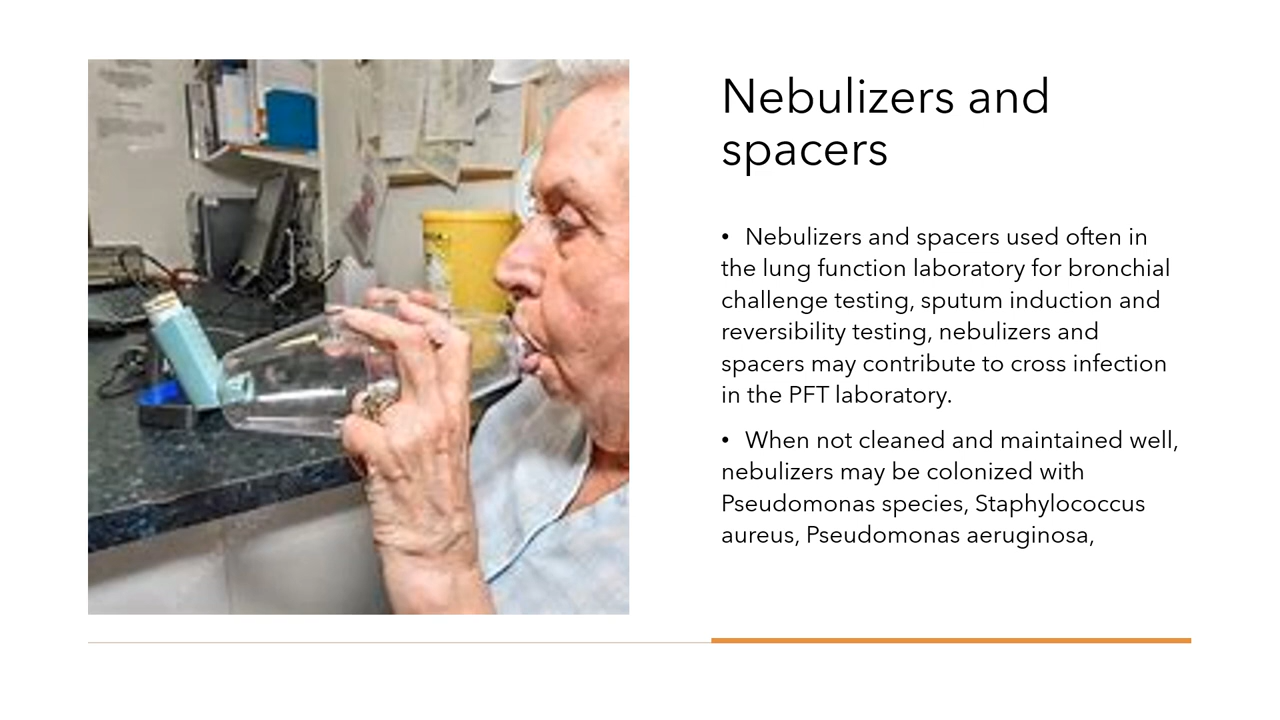 Nebulizers and
spacers
• Nebulizers and spacers used often in
the lung function laboratory for bronchial
challenge testing, sputum induction and
reversibility testing, nebulizers and
spacers may contribute to cross infection
in the PFT laboratory.
• When not cleaned and maintained well,
nebulizers may be colonized with
Pseudomonas species, Staphylococcus
aureus, Pseudomonas aeruginosa,